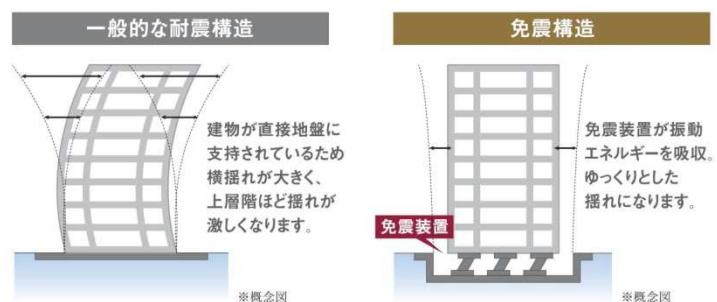 一般的な耐震構造
建物が直接地盤に
支持されているため
横揺れが大きく、
上層階ほど揺れが
激しくなります。
※概念図
免震構造
免震装置が振動
エネルギーを吸収。
ゆっくりとした
揺れになります。
免震装置
※概念図